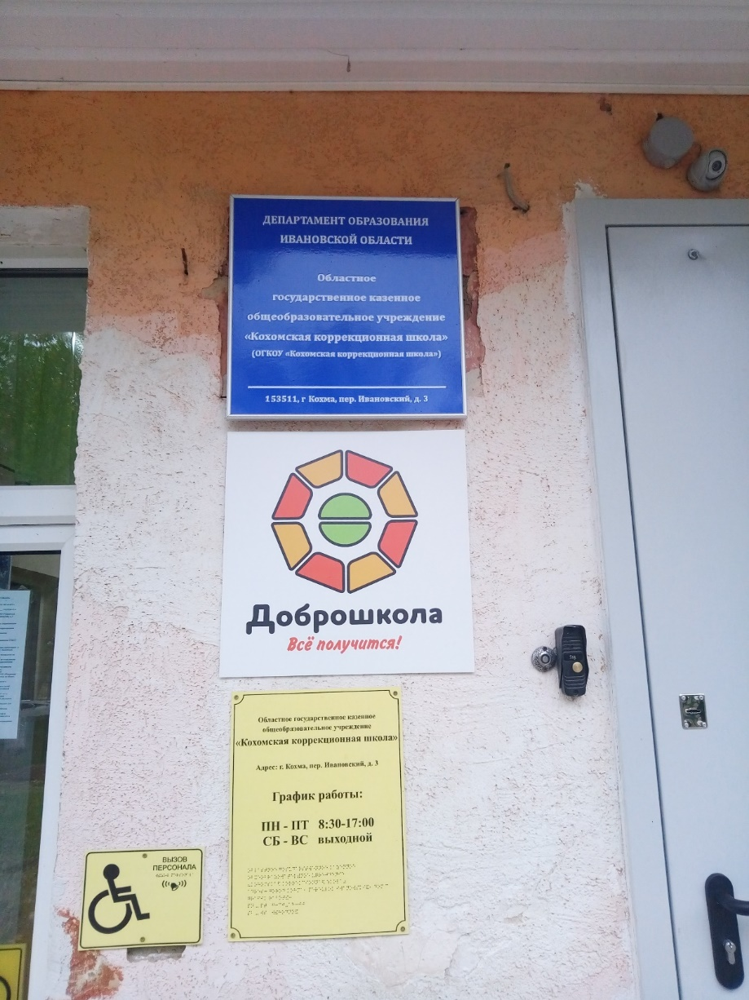 ДЕПАРТАМЕНТ ОБРАЗОВАНИЯ
ИВАНОВСКОЙ ОБЛАСТИ
Областное
государственное казенное
общеобразовательное учреждение
«Кохомская коррекционная школа»
(ОГКОУ «Кохомская коррекционная школа»)
153511, г Кохма, пер. Ивановский, д. 3
Доброшкола
Всё получится!
Областное государственное казенное
общеобразовательное учреждение
«Кохомская коррекционная школа»
Адрес: г. Кохма, пер. Ивановский, д. 3
График работы:
ПН - ПТ 8:30-17:00
СБ - ВС выходной
ВЫЗОВ
ПЕРСОНАЛА